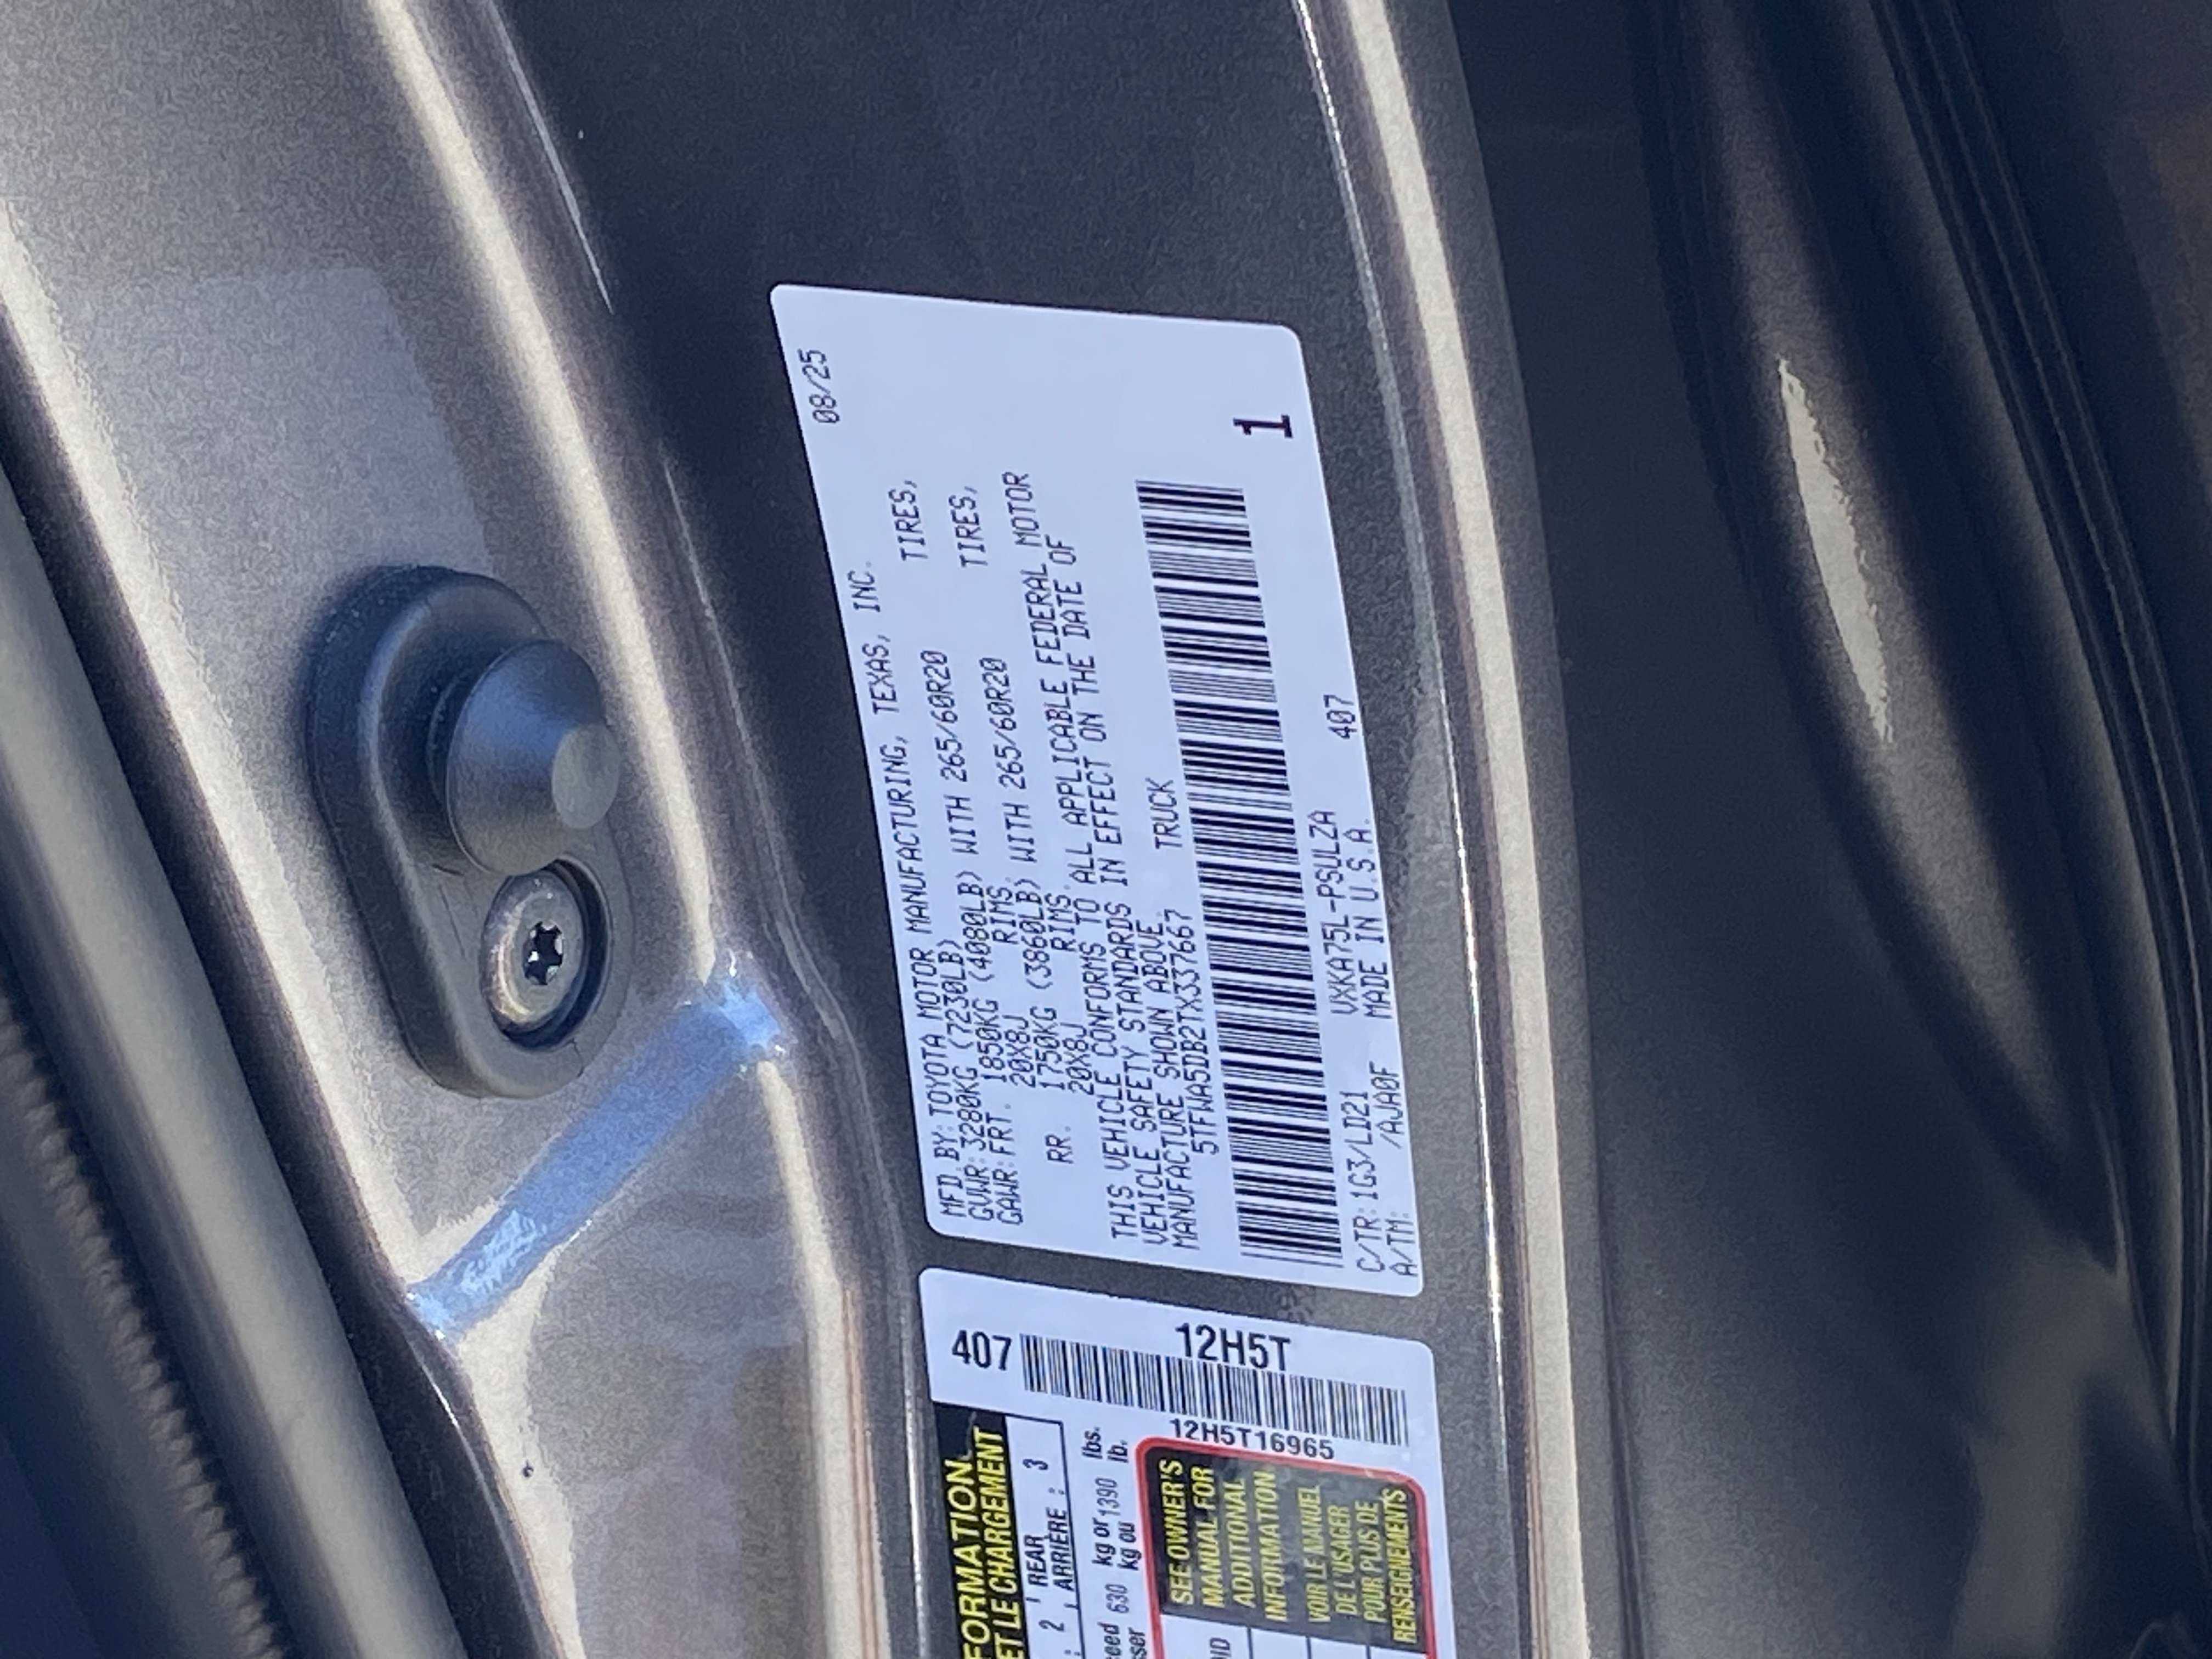 08/25
MFD.BY: TOYOTA MOTOR MANUFACTURING, TEXAS, INC.
GVWR: 3280KG (7230LB)
GAWR: FRT. 1850KG (4080LB) WITH 265/60R20 TIRES,
20X8J RIMS.
RR. 1750KG (3860LB) WITH 265/60R20 TIRES,
20X8J RIMS.
THIS VEHICLE CONFORMS TO ALL APPLICABLE FEDERAL MOTOR
VEHICLE SAFETY STANDARDS IN EFFECT ON THE DATE OF
MANUFACTURE SHOWN ABOVE.
5TFWA5DB2TX337667 TRUCK
1
C/TR: 1G3/LD21 VXKA75L-PSULZA 407
A/TM: /AJA0F MADE IN U.S.A.
407
12H5T
12H5T16965
ET LE CHARGEMENT
2 REAR 3
ARRIÈRE :
630 kg or 1390 lbs.
kg ou lb.
SEE OWNER'S
MANUAL FOR
ADDITIONAL
INFORMATION
VOIR LE MANUEL
DE L'USAGER
POUR PLUS DE
RENSEIGNEMENTS